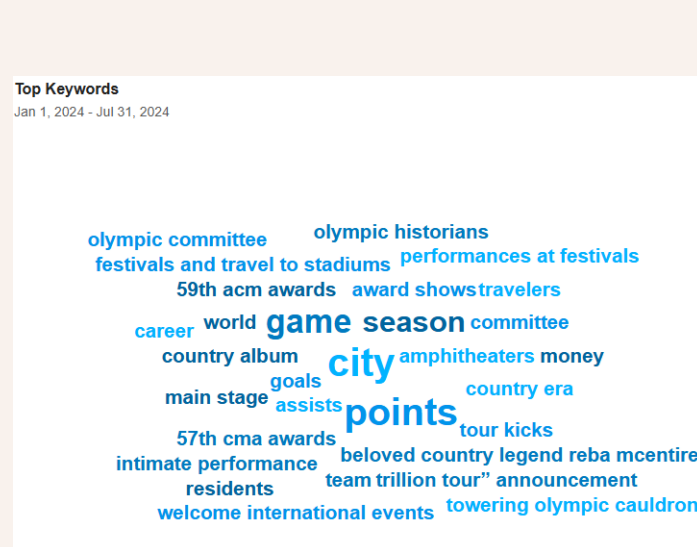 Top Keywords
Jan 1, 2024 - Jul 31, 2024
olympic historians
olympic committee
performances at festivals
festivals and travel to stadiums
59th acm awards award shows travelers
world game season committee
career
country album city amphitheaters money
goals
country era
main stage assists points
tour kicks
57th cma awards
beloved country legend reba mcentire
intimate performance
team trillion tour” announcement
residents
towering olympic cauldron
welcome international events